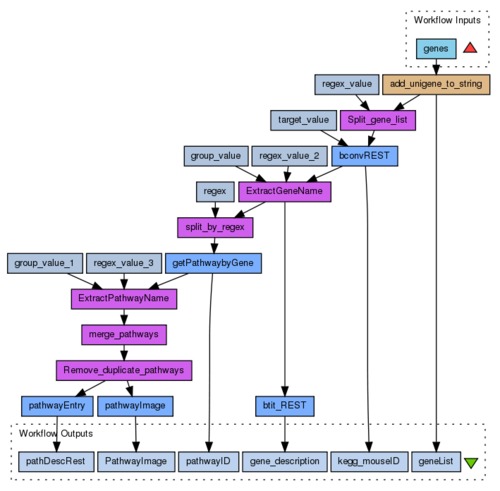 Workflow Inputs
genes
regex_value
add_unigene_to_string
target_value
Split_gene_list
group_value
regex_value_2
bconvREST
regex
ExtractGeneName
split_by_regex
group_value_1
regex_value_3
getPathwaybyGene
ExtractPathwayName
merge_pathways
Remove_duplicate_pathways
pathwayEntry
pathwayImage
btit_REST
Workflow Outputs
pathDescRest
PathwayImage
pathwayID
gene_description
kegg_mouseID
geneList